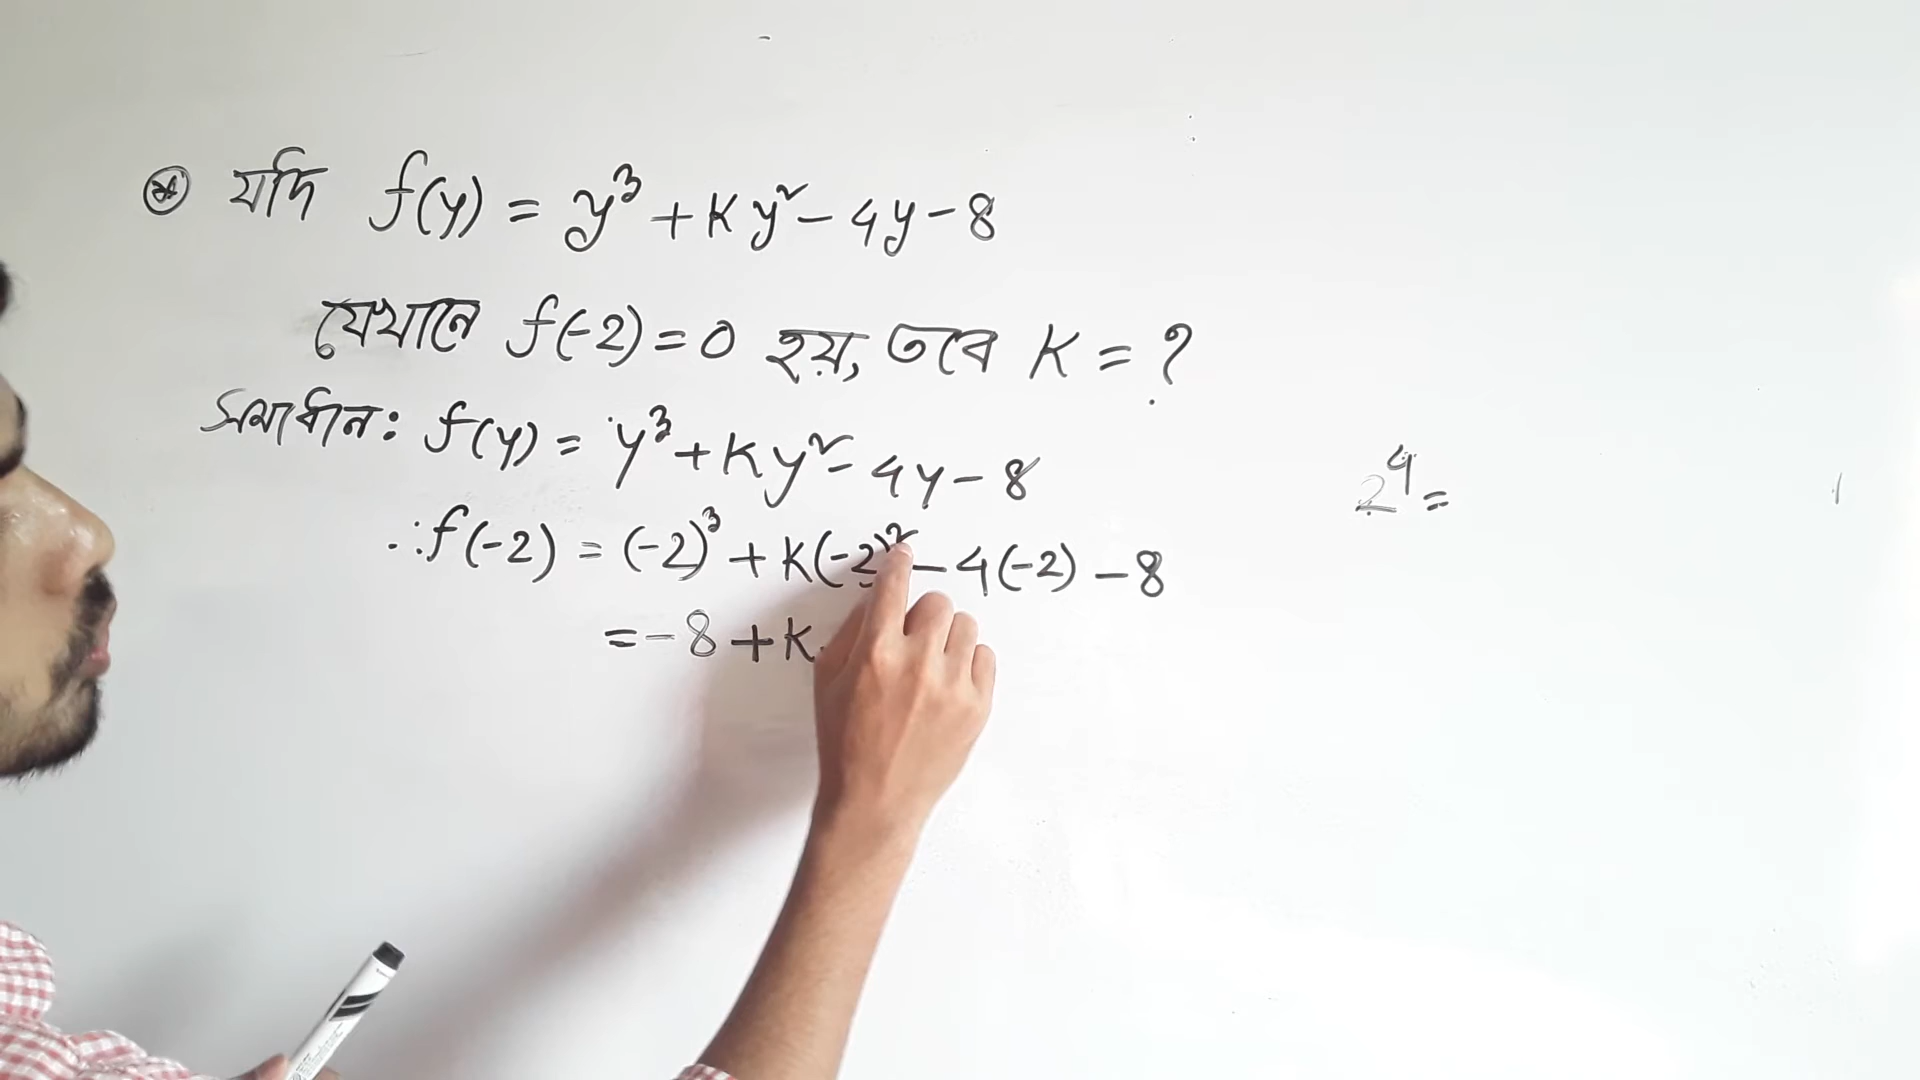 ⊛ যদি f(y) = y³ + Ky² - 4y - 8
যেখানে f(-2) = 0 হয়, তবে K = ?
সমাধান: f(y) = y³ + Ky² - 4y - 8
∴ f(-2) = (-2)³ + K(-2)² - 4(-2) - 8
= -8 + K.
2⁴ =